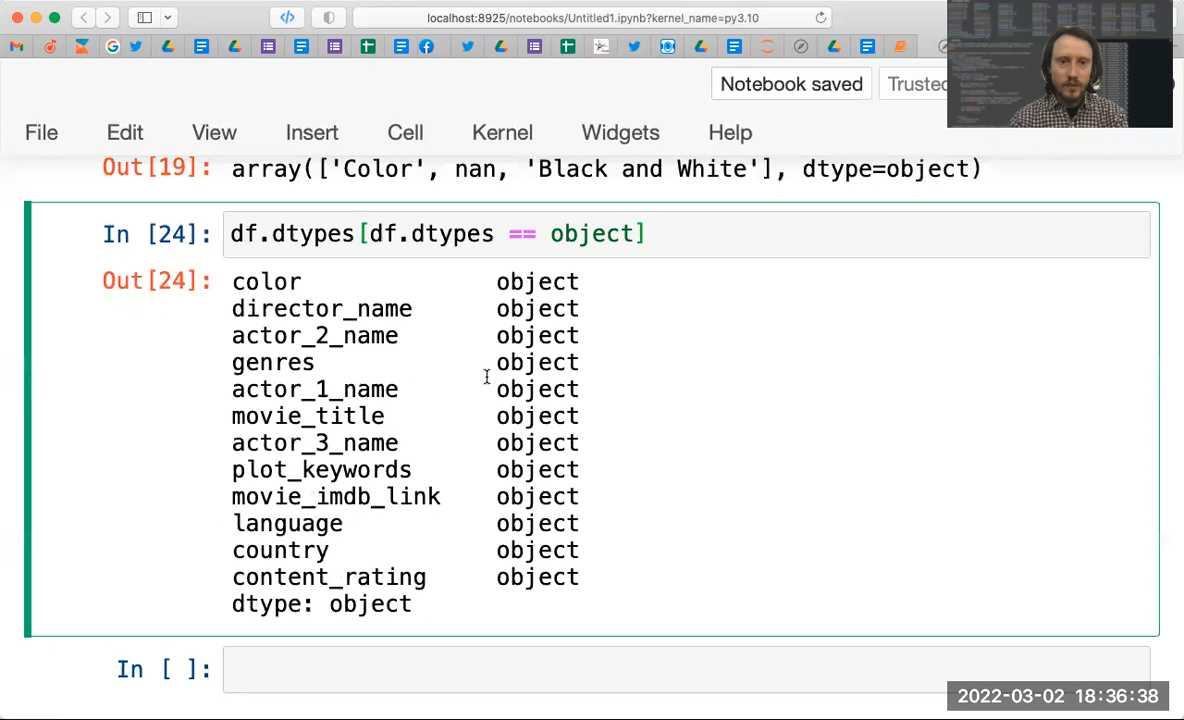 localhost:8925/notebooks/Untitled1.ipynb?kernel_name=py3.10
Notebook saved
Trusted
File Edit View Insert Cell Kernel Widgets Help
Out[19]: array(['Color', nan, 'Black and White'], dtype=object)
In [24]: df.dtypes[df.dtypes == object]
Out[24]: color object
director_name object
actor_2_name object
genres object
actor_1_name object
movie_title object
actor_3_name object
plot_keywords object
movie_imdb_link object
language object
country object
content_rating object
dtype: object
In [ ]:
2022-03-02 18:36:38